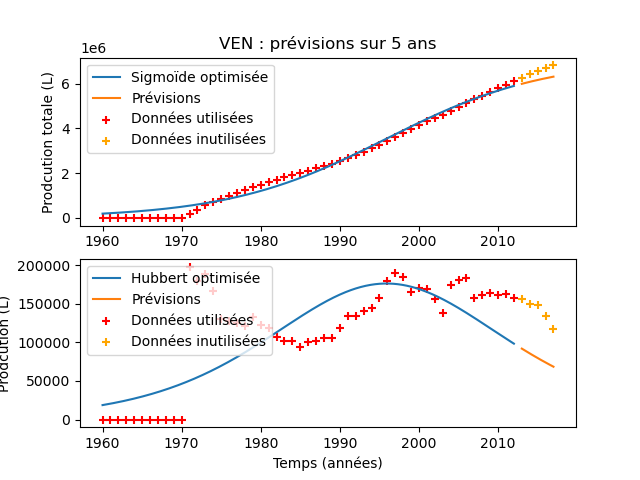 VEN : prévisions sur 5 ans
1e6
Prodcution totale (L)
6
4
2
0
Sigmoïde optimisée
Prévisions
Données utilisées
Données inutilisées
1960 1970 1980 1990 2000 2010
Prodcution (L)
200000
150000
100000
50000
0
Hubbert optimisée
Prévisions
Données utilisées
Données inutilisées
1960 1970 1980 1990 2000 2010
Temps (années)